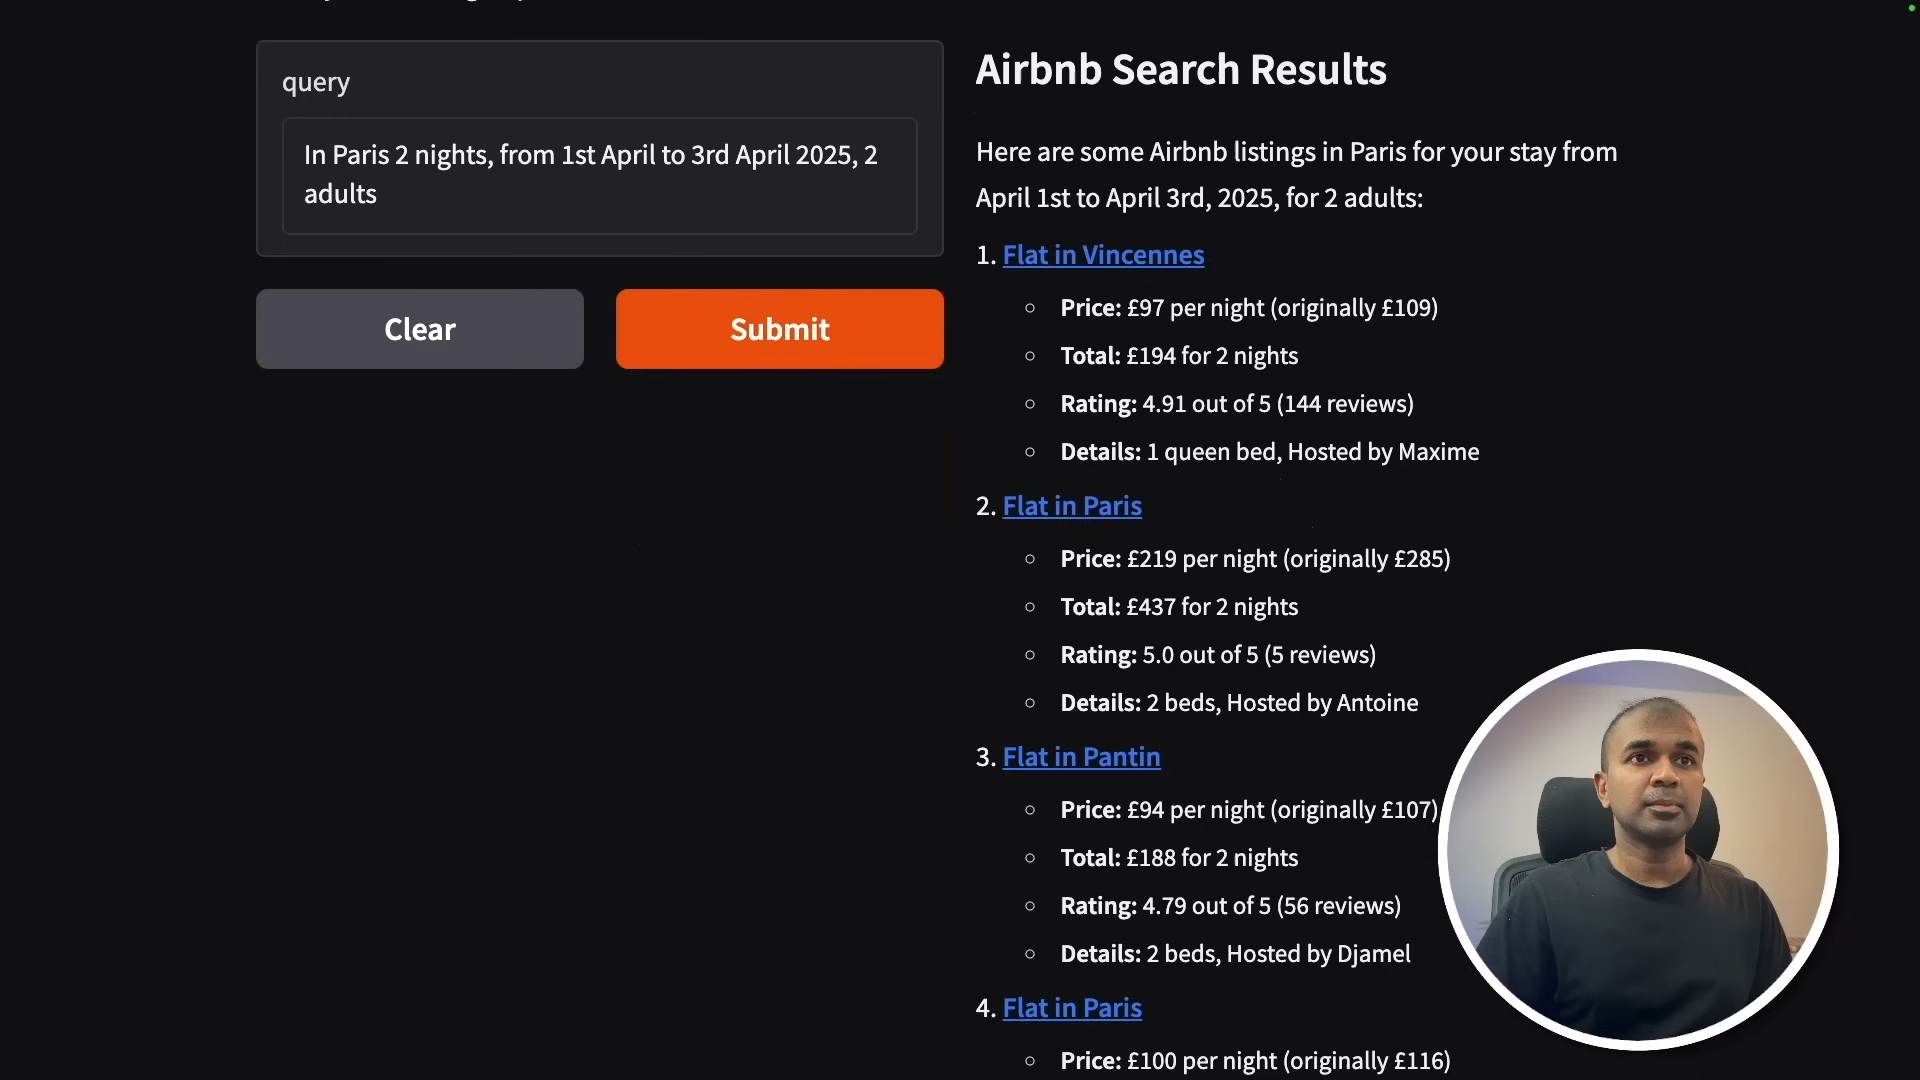 query
In Paris 2 nights, from 1st April to 3rd April 2025, 2
adults
Clear
Submit
Airbnb Search Results
Here are some Airbnb listings in Paris for your stay from
April 1st to April 3rd, 2025, for 2 adults:
1. Flat in Vincennes
Price: £97 per night (originally £109)
Total: £194 for 2 nights
Rating: 4.91 out of 5 (144 reviews)
Details: 1 queen bed, Hosted by Maxime
2. Flat in Paris
Price: £219 per night (originally £285)
Total: £437 for 2 nights
Rating: 5.0 out of 5 (5 reviews)
Details: 2 beds, Hosted by Antoine
3. Flat in Pantin
Price: £94 per night (originally £107)
Total: £188 for 2 nights
Rating: 4.79 out of 5 (56 reviews)
Details: 2 beds, Hosted by Djamel
4. Flat in Paris
Price: £100 per night (originally £116)